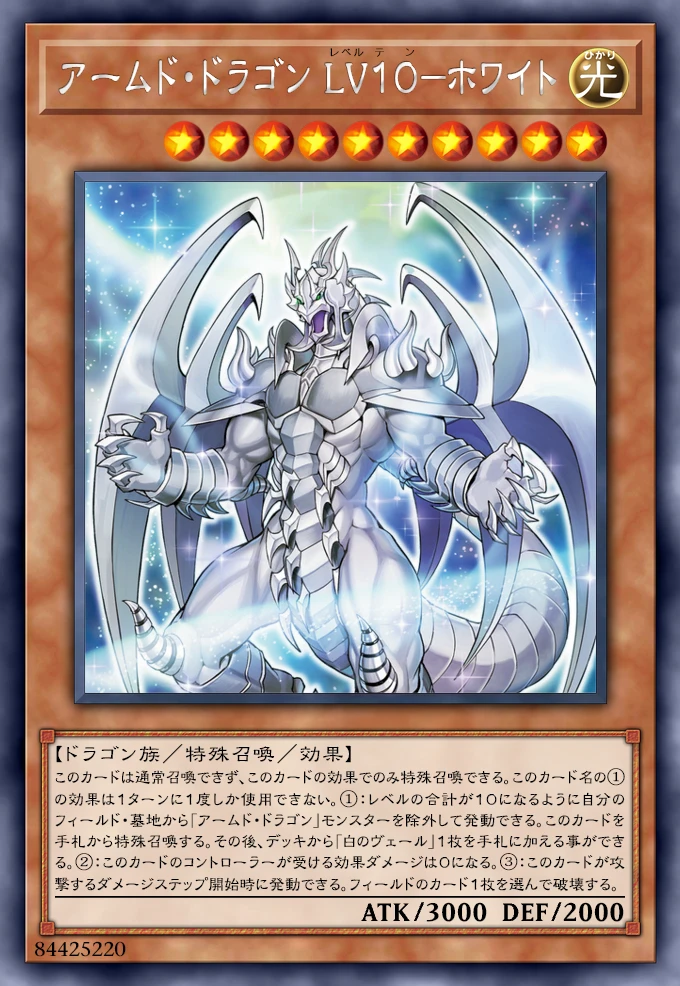 レベル テン
アームド・ドラゴン LV10－ホワイト
ひかり
光
【ドラゴン族／特殊召喚／効果】
このカードは通常召喚できず、このカードの効果でのみ特殊召喚できる。このカード名の①
の効果は１ターンに１度しか使用できない。①：レベルの合計が１０になるように自分の
フィールド・墓地から「アームド・ドラゴン」モンスターを除外して発動できる。このカードを
手札から特殊召喚する。その後、デッキから「白のヴェール」１枚を手札に加える事ができ
る。②：このカードのコントローラーが受ける効果ダメージは０になる。③：このカードが攻
撃するダメージステップ開始時に発動できる。フィールドのカード１枚を選んで破壊する。
ATK/3000 DEF/2000
84425220